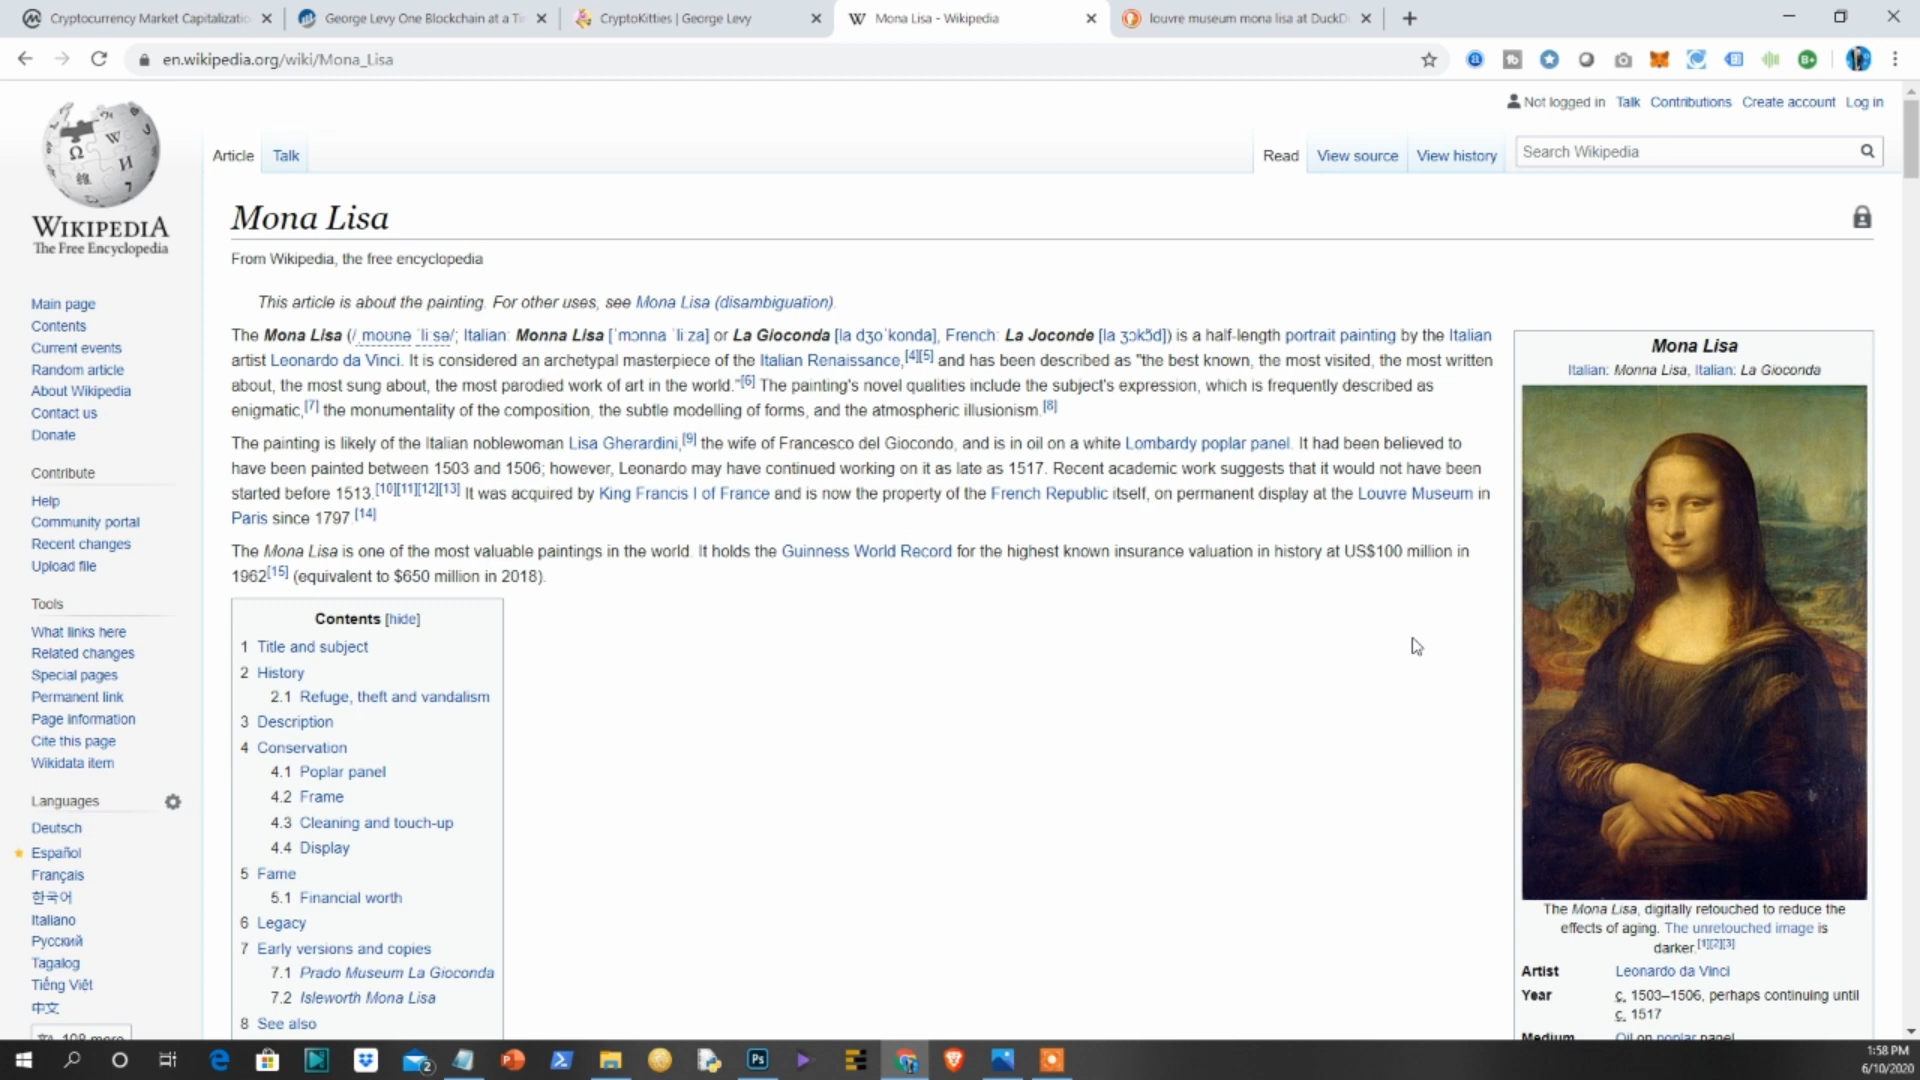 Cryptocurrency Market Capitalizatio
George Levy One Blockchain at a Ti
CryptoKitties | George Levy
Mona Lisa - Wikipedia
louvre museum mona lisa at DuckD
en.wikipedia.org/wiki/Mona_Lisa
Not logged in Talk Contributions Create account Log in
Article Talk
Read View source View history Search Wikipedia
WIKIPEDIA
The Free Encyclopedia
Main page
Contents
Current events
Random article
About Wikipedia
Contact us
Donate
Contribute
Help
Community portal
Recent changes
Upload file
Tools
What links here
Related changes
Special pages
Permanent link
Page information
Cite this page
Wikidata item
Languages
Deutsch
Español
Français
한국어
Italiano
Русский
Tagalog
Tiếng Việt
中文
Mona Lisa
From Wikipedia, the free encyclopedia
This article is about the painting. For other uses, see Mona Lisa (disambiguation).
The Mona Lisa (/ˌmoʊnə ˈliːsə/; Italian: Monna Lisa [ˈmɔnna ˈliːza] or La Gioconda [la dʒoˈkonda], French: La Joconde [la ʒɔkɔ̃d]) is a half-length portrait painting by the Italian
artist Leonardo da Vinci. It is considered an archetypal masterpiece of the Italian Renaissance,[4][5] and has been described as "the best known, the most visited, the most written
about, the most sung about, the most parodied work of art in the world."[6] The painting's novel qualities include the subject's expression, which is frequently described as
enigmatic,[7] the monumentality of the composition, the subtle modelling of forms, and the atmospheric illusionism.[8]
The painting is likely of the Italian noblewoman Lisa Gherardini,[9] the wife of Francesco del Giocondo, and is in oil on a white Lombardy poplar panel. It had been believed to
have been painted between 1503 and 1506; however, Leonardo may have continued working on it as late as 1517. Recent academic work suggests that it would not have been
started before 1513.[10][11][12][13] It was acquired by King Francis I of France and is now the property of the French Republic itself, on permanent display at the Louvre Museum in
Paris since 1797.[14]
The Mona Lisa is one of the most valuable paintings in the world. It holds the Guinness World Record for the highest known insurance valuation in history at US$100 million in
1962[15] (equivalent to $650 million in 2018).
Contents [hide]
1 Title and subject
2 History
2.1 Refuge, theft and vandalism
3 Description
4 Conservation
4.1 Poplar panel
4.2 Frame
4.3 Cleaning and touch-up
4.4 Display
5 Fame
5.1 Financial worth
6 Legacy
7 Early versions and copies
7.1 Prado Museum La Gioconda
7.2 Isleworth Mona Lisa
8 See also
Mona Lisa
Italian: Monna Lisa, Italian: La Gioconda
The Mona Lisa, digitally retouched to reduce the
effects of aging. The unretouched image is
darker.[1][2][3]
Artist Leonardo da Vinci
Year c. 1503–1506, perhaps continuing until
c. 1517
Medium Oil on poplar panel
Ps
1:58 PM
6/10/2020